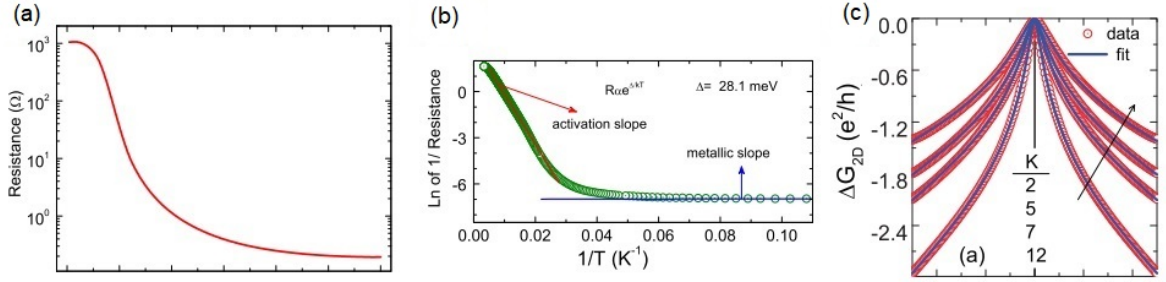 (a)
Resistance (Ω)
10³
10²
10¹
10⁰
(b)
Ln of 1/ Resistance
0
-3
-6
RαeΔ/kT
Δ= 28.1 meV
activation slope
metallic slope
0.00 0.02 0.04 0.06 0.08 0.10
1/T (K⁻¹)
(c)
ΔG2D (e²/h)
0.0
-0.6
-1.2
-1.8
-2.4
data
fit
K
2
5
7
12
(a)